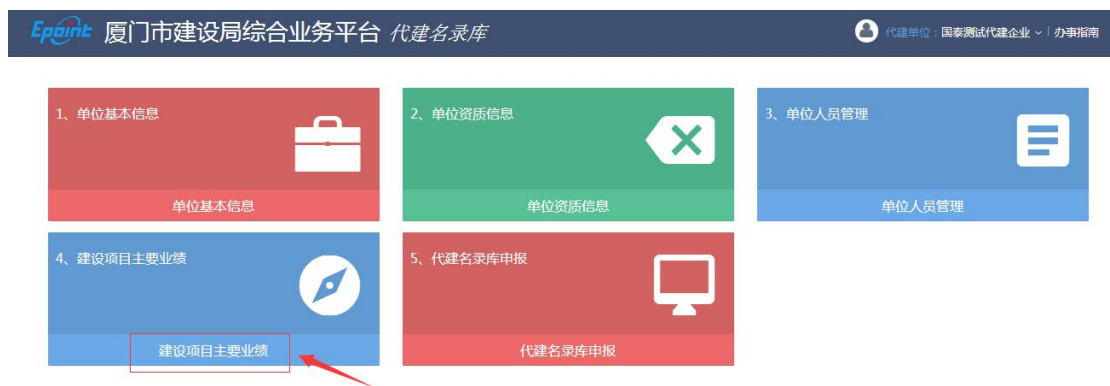 Epoint 厦门市建设局综合业务平台 代建名录库 代建单位：国泰测试代建企业 办事指南
1、单位基本信息 2、单位资质信息 3、单位人员管理
单位基本信息 单位资质信息 单位人员管理
4、建设项目主要业绩 5、代建名录库申报
建设项目主要业绩 代建名录库申报